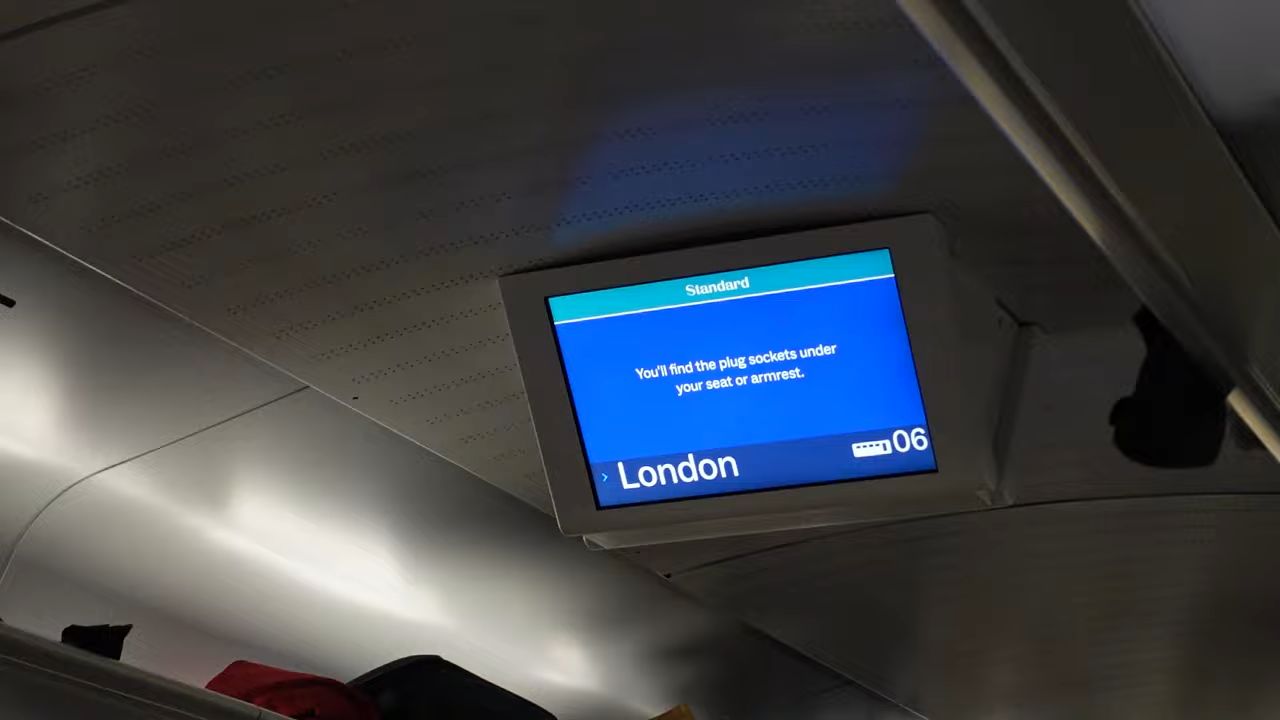 Standard
You'll find the plug sockets under
your seat or armrest.
› London
06